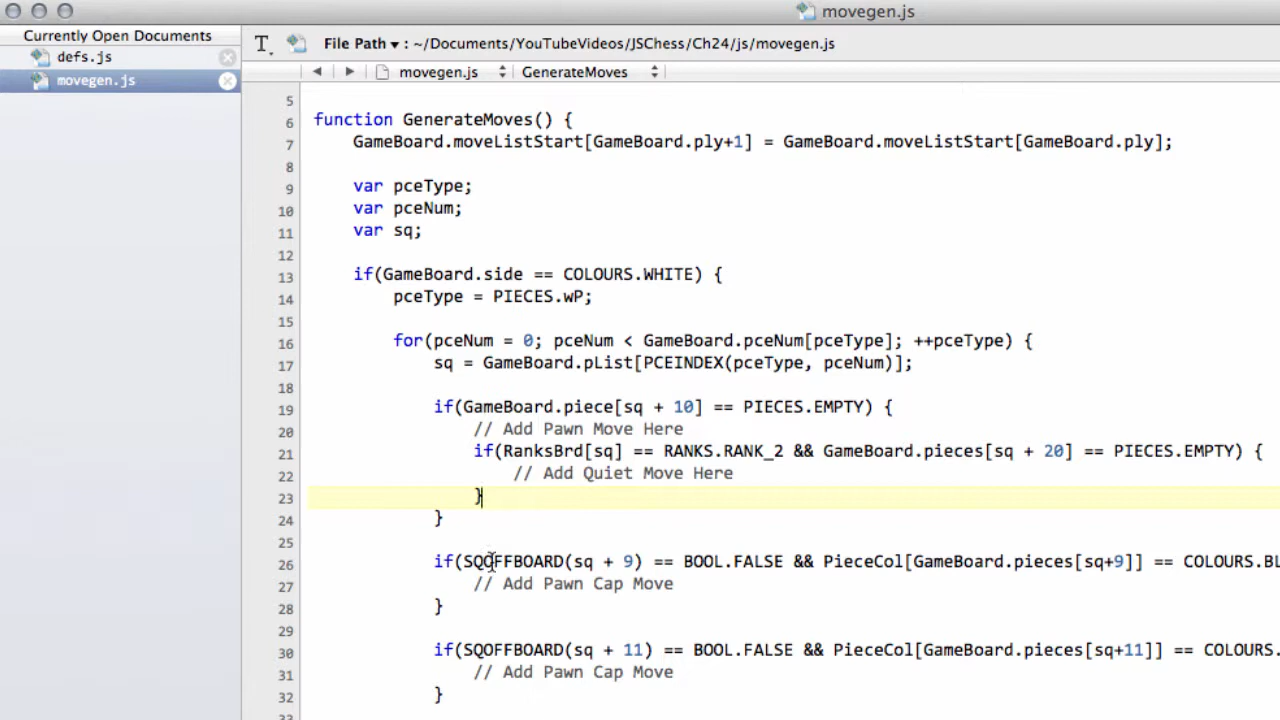 movegen.js
Currently Open Documents
defs.js
movegen.js
T. File Path ▾ : ~/Documents/YouTubeVideos/JSChess/Ch24/js/movegen.js
movegen.js GenerateMoves
5
6 function GenerateMoves() {
7 GameBoard.moveListStart[GameBoard.ply+1] = GameBoard.moveListStart[GameBoard.ply];
8
9 var pceType;
10 var pceNum;
11 var sq;
12
13 if(GameBoard.side == COLOURS.WHITE) {
14 pceType = PIECES.wP;
15
16 for(pceNum = 0; pceNum < GameBoard.pceNum[pceType]; ++pceType) {
17 sq = GameBoard.pList[PCEINDEX(pceType, pceNum)];
18
19 if(GameBoard.piece[sq + 10] == PIECES.EMPTY) {
20 // Add Pawn Move Here
21 if(RanksBrd[sq] == RANKS.RANK_2 && GameBoard.pieces[sq + 20] == PIECES.EMPTY) {
22 // Add Quiet Move Here
23 }
24 }
25
26 if(SQOFFBOARD(sq + 9) == BOOL.FALSE && PieceCol[GameBoard.pieces[sq+9]] == COLOURS.BL
27 // Add Pawn Cap Move
28 }
29
30 if(SQOFFBOARD(sq + 11) == BOOL.FALSE && PieceCol[GameBoard.pieces[sq+11]] == COLOURS.
31 // Add Pawn Cap Move
32 }
33